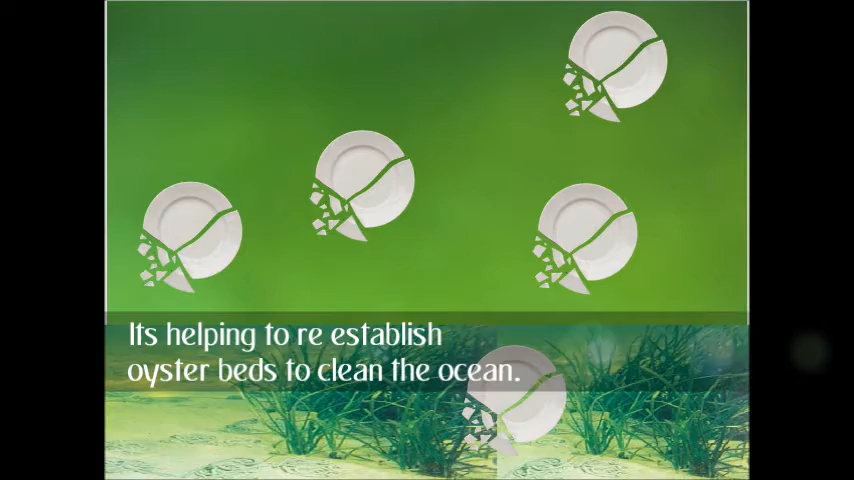 Its helping to re establish
oyster beds to clean the ocean.